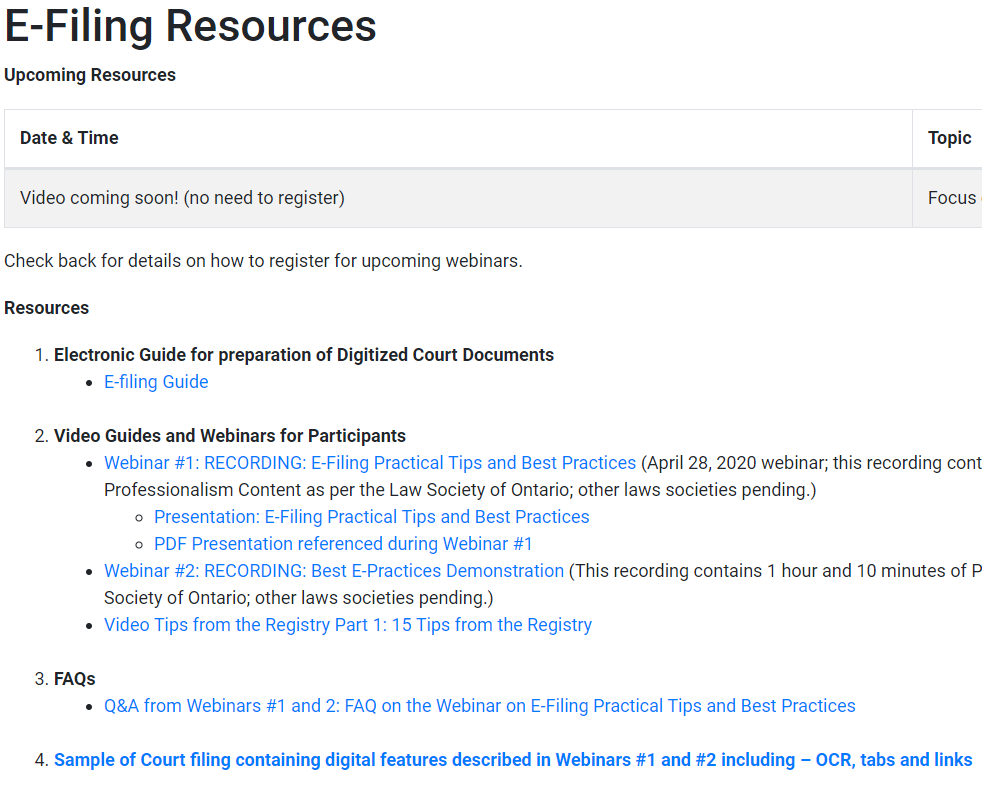 E-Filing Resources
Upcoming Resources
Date & Time Topic
Video coming soon! (no need to register) Focus
Check back for details on how to register for upcoming webinars.
Resources
1. Electronic Guide for preparation of Digitized Court Documents
• E-filing Guide
2. Video Guides and Webinars for Participants
• Webinar #1: RECORDING: E-Filing Practical Tips and Best Practices (April 28, 2020 webinar; this recording cont
Professionalism Content as per the Law Society of Ontario; other laws societies pending.)
◦ Presentation: E-Filing Practical Tips and Best Practices
◦ PDF Presentation referenced during Webinar #1
• Webinar #2: RECORDING: Best E-Practices Demonstration (This recording contains 1 hour and 10 minutes of P
Society of Ontario; other laws societies pending.)
• Video Tips from the Registry Part 1: 15 Tips from the Registry
3. FAQs
• Q&A from Webinars #1 and 2: FAQ on the Webinar on E-Filing Practical Tips and Best Practices
4. Sample of Court filing containing digital features described in Webinars #1 and #2 including – OCR, tabs and links